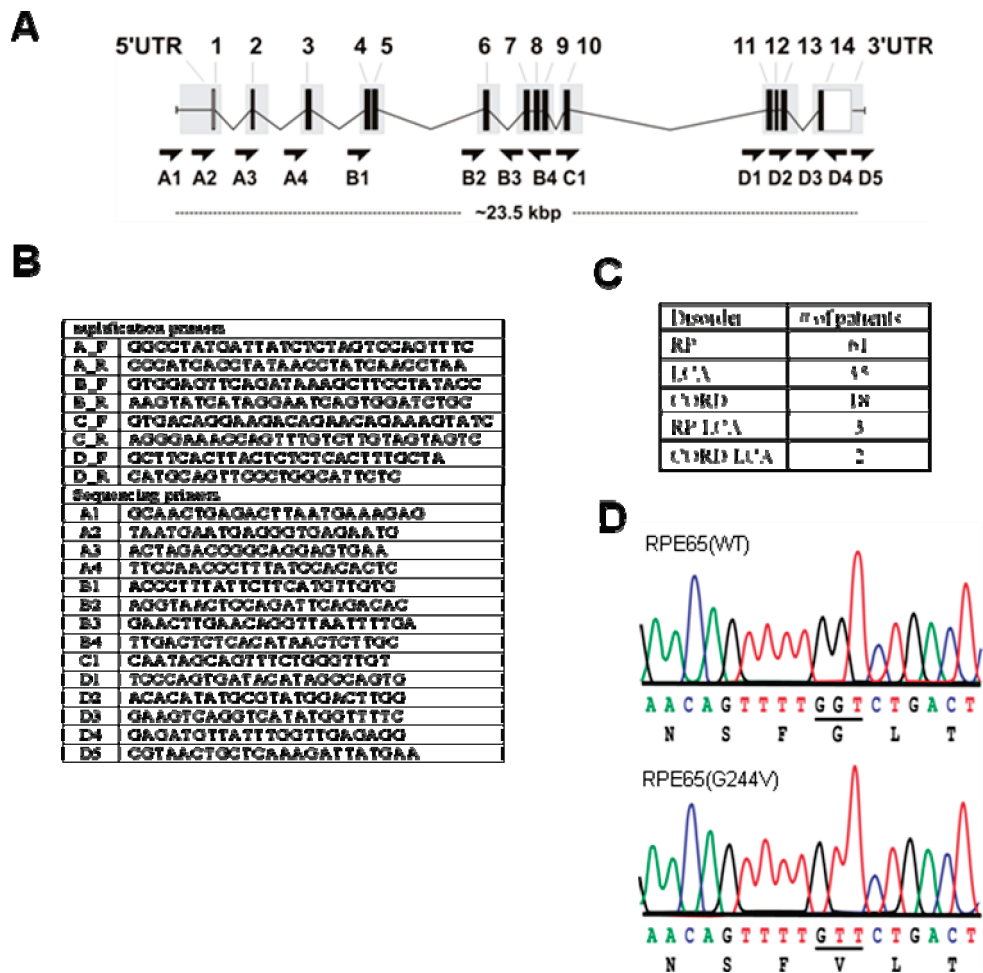 A
5'UTR 1 2 3 4 5 6 7 8 9 10 11 12 13 14 3'UTR
A1 A2 A3 A4 B1 B2 B3 B4 C1 D1 D2 D3 D4 D5
~23.5 kbp
B
primers
A_F GGCCTATGATTATCTCTAGTCCAGTTTC
A_R CCCATCACCTATAACCTATCAACCTAA
B_F GTGGAGTTCAGATAAAGCTTCCTATACC
B_R AAGTATCATAGGAATCAGTGGATCTGC
C_F GTGACAGGAAGACAGAACAGAAAGTATC
C_R AGGGAAACCAGTTTGTCTTGTAGTAGTC
D_F GCTTCACTTACTCTCTCACTTTGCTA
D_R CATGCAGTTCCCTGGCATTCTC
Sequencing primers
A1 GCAACTGAGACTTAATGAAAGAG
A2 TAATGAATGAGGGTGAGAATG
A3 ACTAGACCGGCAGGAGTGAA
A4 TTCCAACCCTTTATCCACACTC
B1 ACCCTTTATTCTTCATGTTGTG
B2 AGGTAACTCCAGATTCAGACAC
B3 GAACTTGAACAGGTTAATTTTGA
B4 TTGACTCTCACATAACTCTTGC
C1 CAATAGCAGTTTCTGGGTTGT
D1 TCCCAGTGATACATAGCCAGTG
D2 ACACATATGCGTATGGACTTGG
D3 GAAGTCAGGTCATATGGTTTTC
D4 GAGATGTTATTTGGTTGAGAGG
D5 CGTAACTGCTCAAAGATTATGAA
C
Disorder # of patients
RP 61
LCA 45
CORD 18
RP LCA 3
CORD LCA 2
D
RPE65(WT)
A A C A G T T T T G G T C T G A C T
N S F G L T
RPE65(G244V)
A A C A G T T T T G T T C T G A C T
N S F V L T